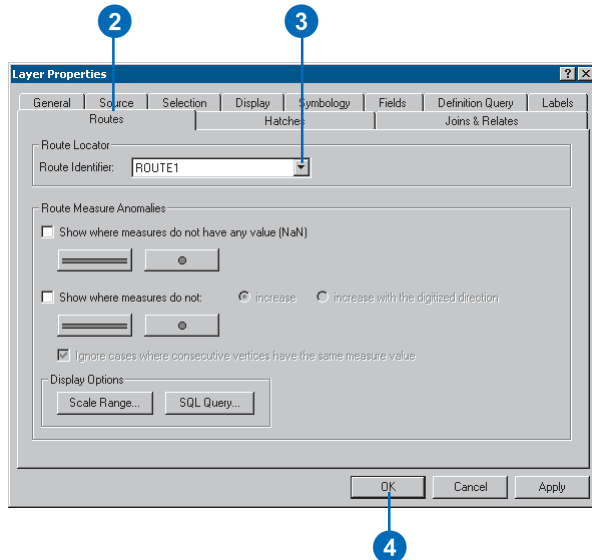 2 3
Layer Properties ? X
General Source Selection Display Symbology Fields Definition Query Labels
Routes Hatches Joins & Relates
Route Locator
Route Identifier: ROUTE1
Route Measure Anomalies
Show where measures do not have any value (NaN)
Show where measures do not: increase increase with the digitized direction
Ignore cases where consecutive vertices have the same measure value
Display Options
Scale Range... SQL Query...
OK Cancel Apply
4